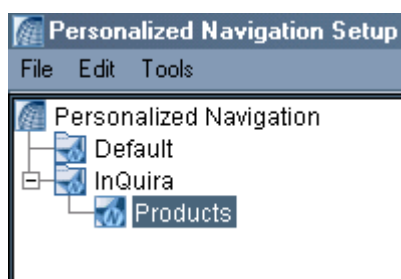 Personalized Navigation Setup
File Edit Tools
Personalized Navigation
Default
InQuira
Products